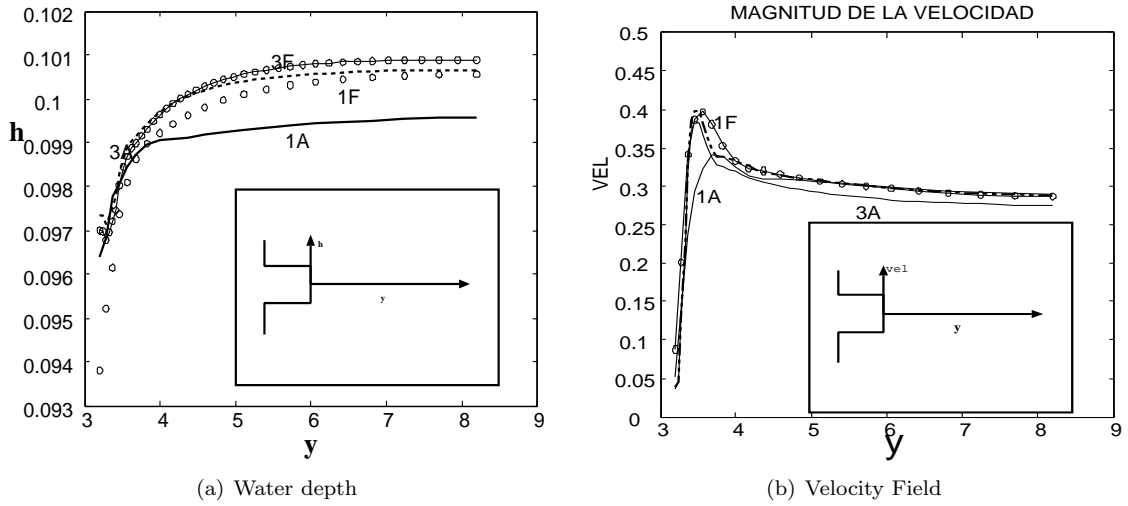 0.102
0.101
0.1
0.099
0.098
0.097
0.096
0.095
0.094
0.093
h
3F
1F
3A
1A
h
y
3 4 5 6 7 8 9
y
(a) Water depth
MAGNITUD DE LA VELOCIDAD
0.5
0.45
0.4
0.35
0.3
0.25
0.2
0.15
0.1
0.05
0
VEL
1F
1A
3A
vel
y
3 4 5 6 7 8 9
y
(b) Velocity Field